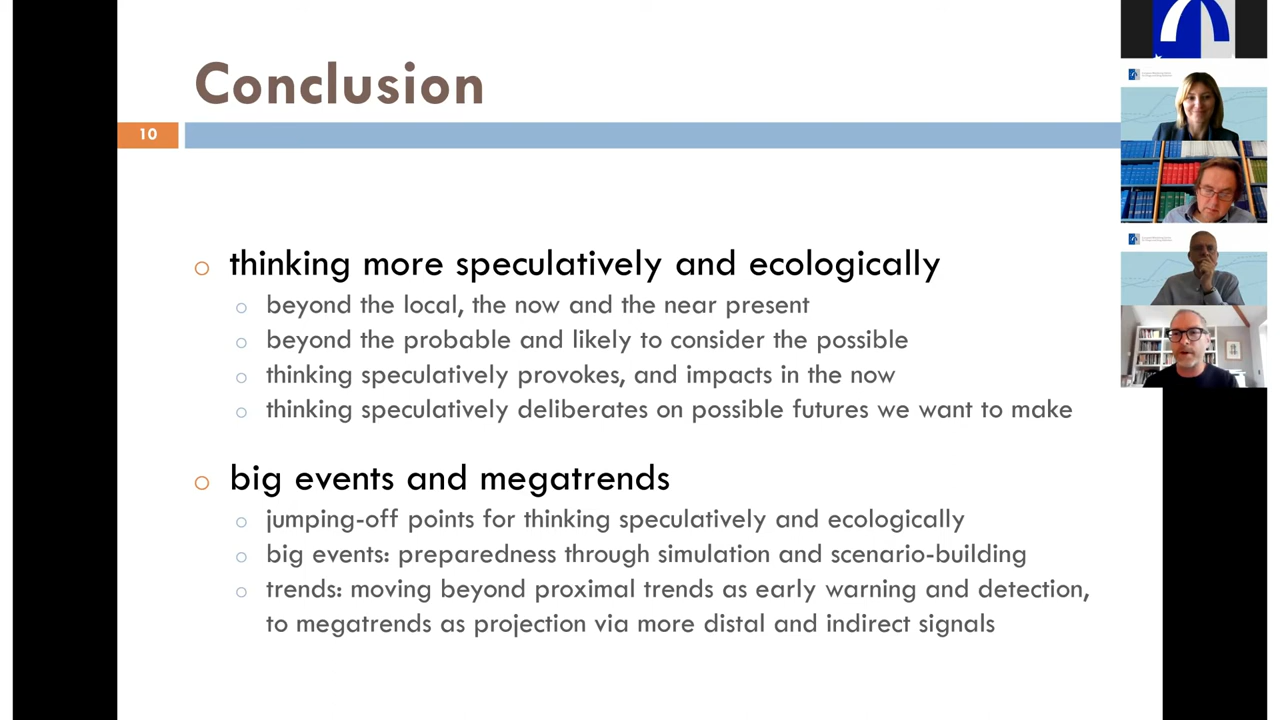 Conclusion
10
thinking more speculatively and ecologically
beyond the local, the now and the near present
beyond the probable and likely to consider the possible
thinking speculatively provokes, and impacts in the now
thinking speculatively deliberates on possible futures we want to make
big events and megatrends
jumping-off points for thinking speculatively and ecologically
big events: preparedness through simulation and scenario-building
trends: moving beyond proximal trends as early warning and detection,
to megatrends as projection via more distal and indirect signals